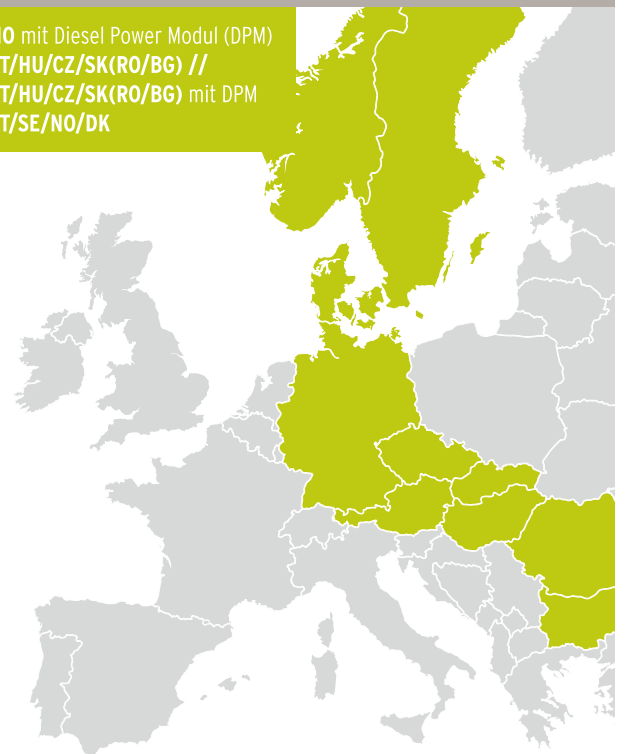 IO mit Diesel Power Modul (DPM)
T/HU/CZ/SK(RO/BG) //
T/HU/CZ/SK(RO/BG) mit DPM
T/SE/NO/DK